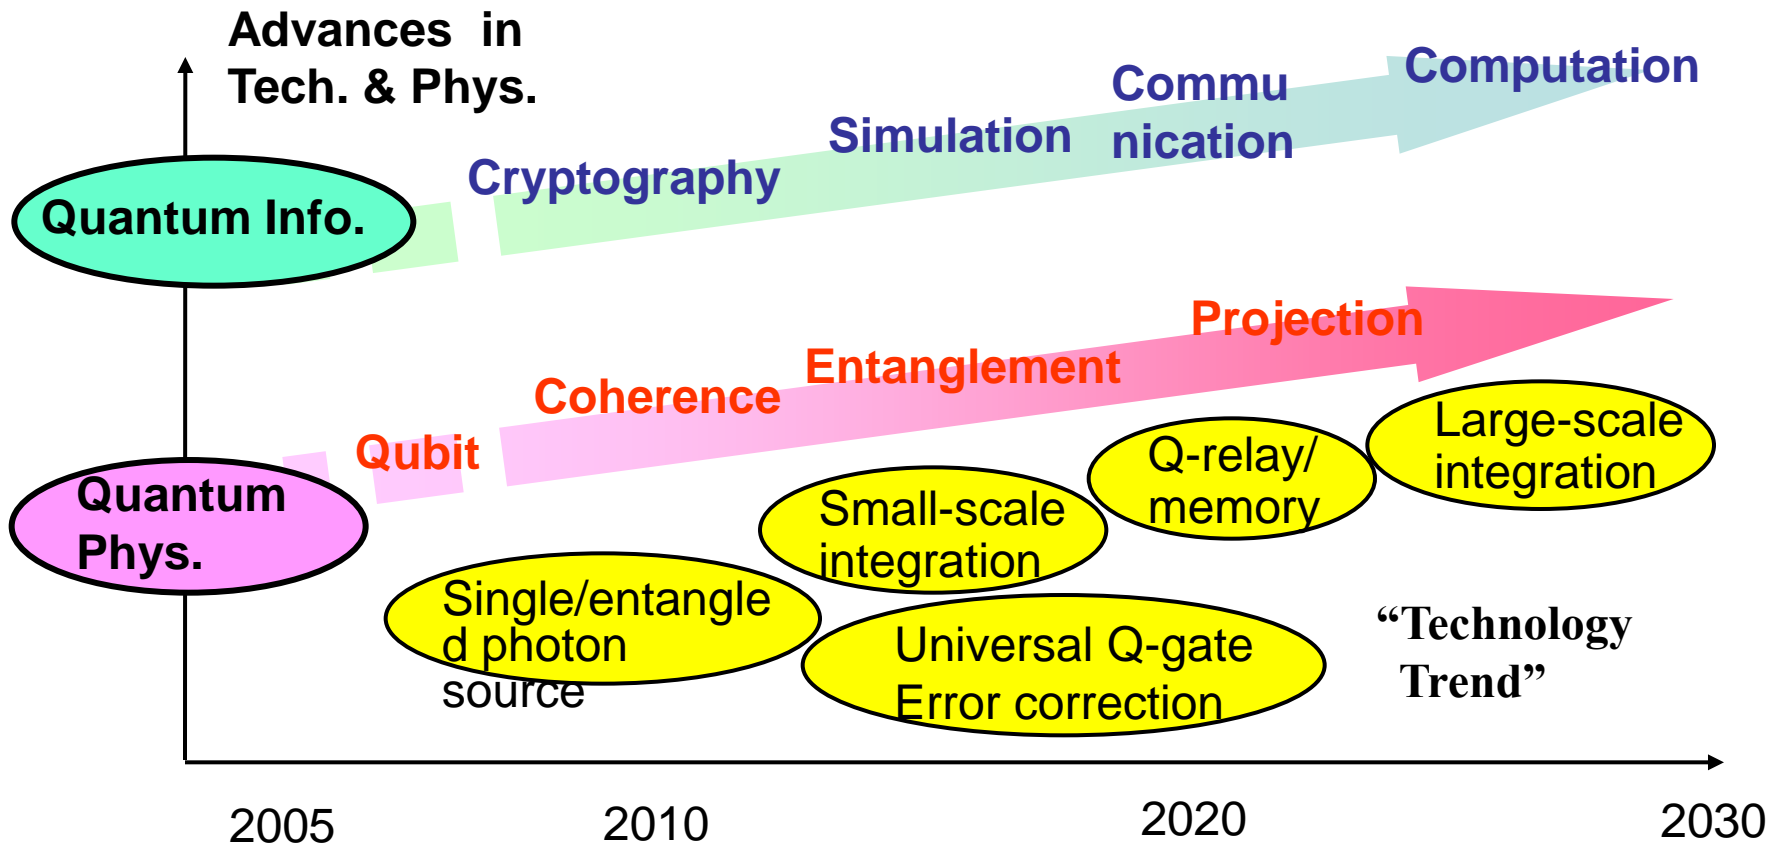 Advances in
Tech. & Phys.
Computation
Commu
nication
Simulation
Cryptography
Quantum Info.
Projection
Entanglement
Coherence
Qubit
Quantum
Phys.
Large-scale
integration
Q-relay/
memory
Small-scale
integration
Single/entangle
d photon
source
Universal Q-gate
Error correction
“Technology
Trend”
2005
2010
2020
2030